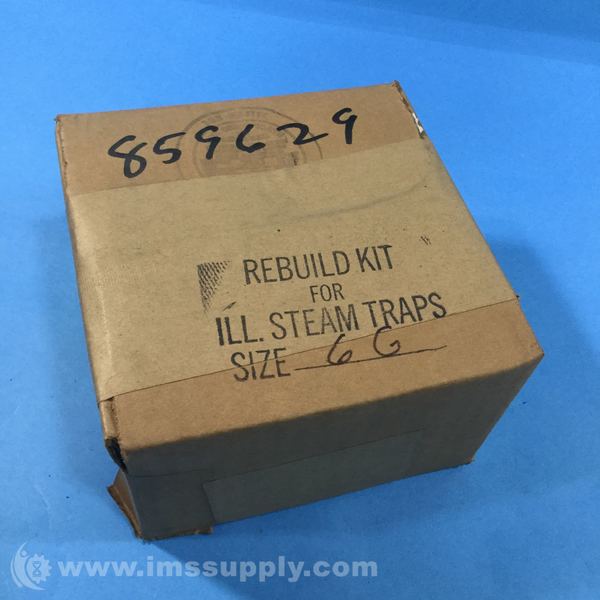 859629
REBUILD KIT
FOR
ILL. STEAM TRAPS
SIZE 6G
www.imssupply.com